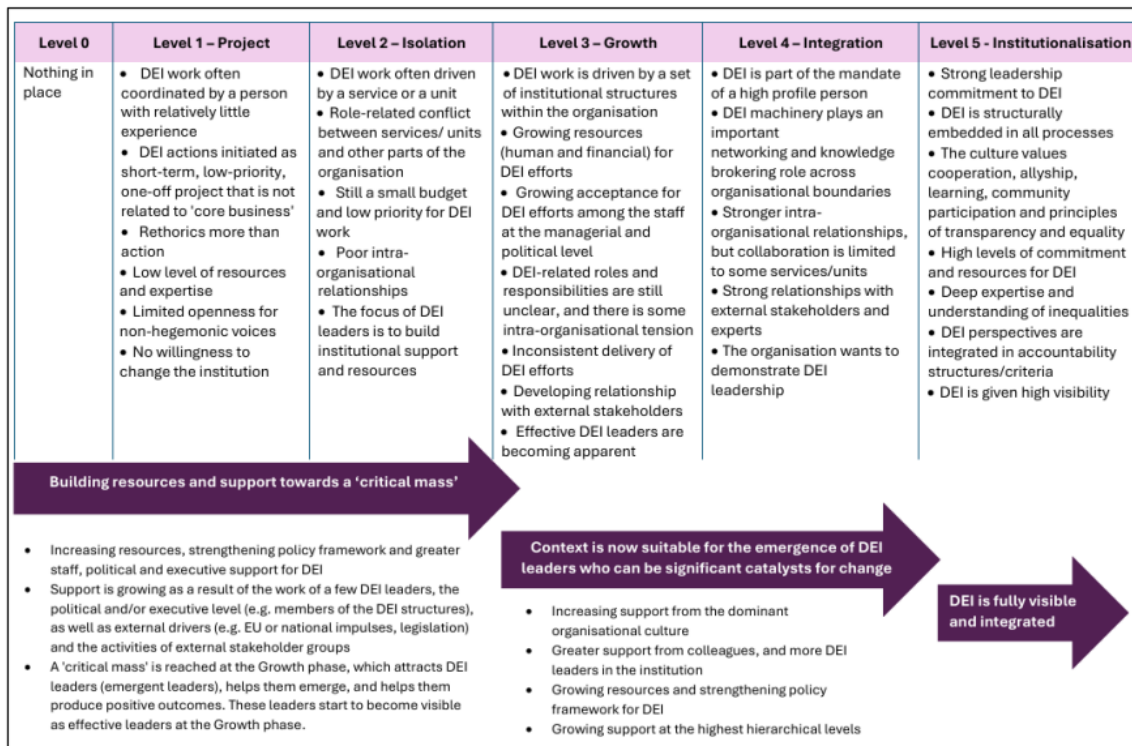 Level 0
Level 1 – Project
Level 2 – Isolation
Level 3 – Growth
Level 4 – Integration
Level 5 - Institutionalisation
Nothing in
place
• DEI work often
coordinated by a person
with relatively little
experience
• DEI actions initiated as
short-term, low-priority,
one-off project that is not
related to 'core business'
• Rethorics more than
action
• Low level of resources
and expertise
• Limited openness for
non-hegemonic voices
• No willingness to
change the institution
• DEI work often driven
by a service or a unit
• Role-related conflict
between services/ units
and other parts of the
organisation
• Still a small budget
and low priority for DEI
work
• Poor intra-
organisational
relationships
• The focus of DEI
leaders is to build
institutional support
and resources
• DEI work is driven by a set
of institutional structures
within the organisation
• Growing resources
(human and financial) for
DEI efforts
• Growing acceptance for
DEI efforts among the staff
at the managerial and
political level
• DEI-related roles and
responsibilities are still
unclear, and there is some
intra-organisational tension
• Inconsistent delivery of
DEI efforts
• Developing relationship
with external stakeholders
• Effective DEI leaders are
becoming apparent
• DEI is part of the mandate
of a high profile person
• DEI machinery plays an
important
networking and knowledge
brokering role across
organisational boundaries
• Stronger intra-
organisational relationships,
but collaboration is limited
to some services/units
• Strong relationships with
external stakeholders and
experts
• The organisation wants to
demonstrate DEI
leadership
• Strong leadership
commitment to DEI
• DEI is structurally
embedded in all processes
• The culture values
cooperation, allyship,
learning, community
participation and principles
of transparency and equality
• High levels of commitment
and resources for DEI
• Deep expertise and
understanding of inequalities
• DEI perspectives are
integrated in accountability
structures/criteria
• DEI is given high visibility
Building resources and support towards a 'critical mass'
• Increasing resources, strengthening policy framework and greater
staff, political and executive support for DEI
• Support is growing as a result of the work of a few DEI leaders, the
political and/or executive level (e.g. members of the DEI structures),
as well as external drivers (e.g. EU or national impulses, legislation)
and the activities of external stakeholder groups
• A 'critical mass' is reached at the Growth phase, which attracts DEI
leaders (emergent leaders), helps them emerge, and helps them
produce positive outcomes. These leaders start to become visible
as effective leaders at the Growth phase.
Context is now suitable for the emergence of DEI
leaders who can be significant catalysts for change
• Increasing support from the dominant
organisational culture
• Greater support from colleagues, and more DEI
leaders in the institution
• Growing resources and strengthening policy
framework for DEI
• Growing support at the highest hierarchical levels
DEI is fully visible
and integrated